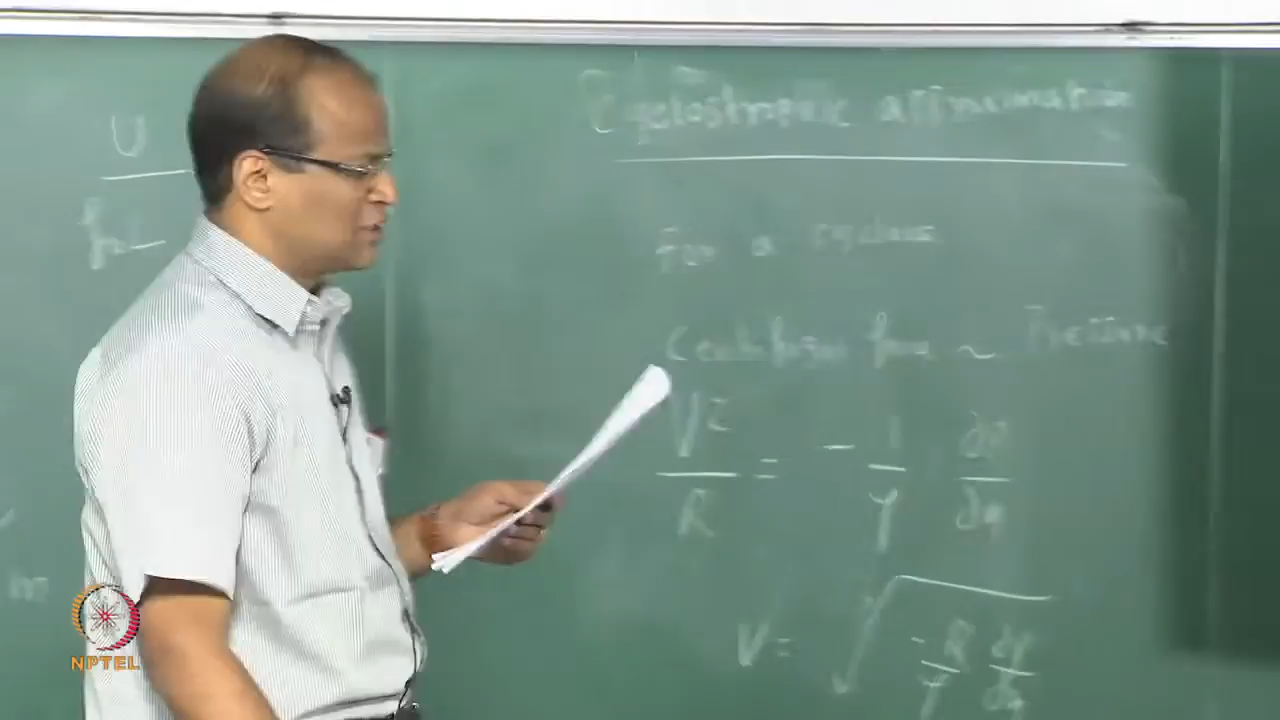 Cyclostrophic approximation
U
For a cyclone
Centrifugal force ~ Pressure
V² / R = - 1 / ρ ∂p / ∂n
V = √ - R / ρ ∂p / ∂n
m
NPTEL